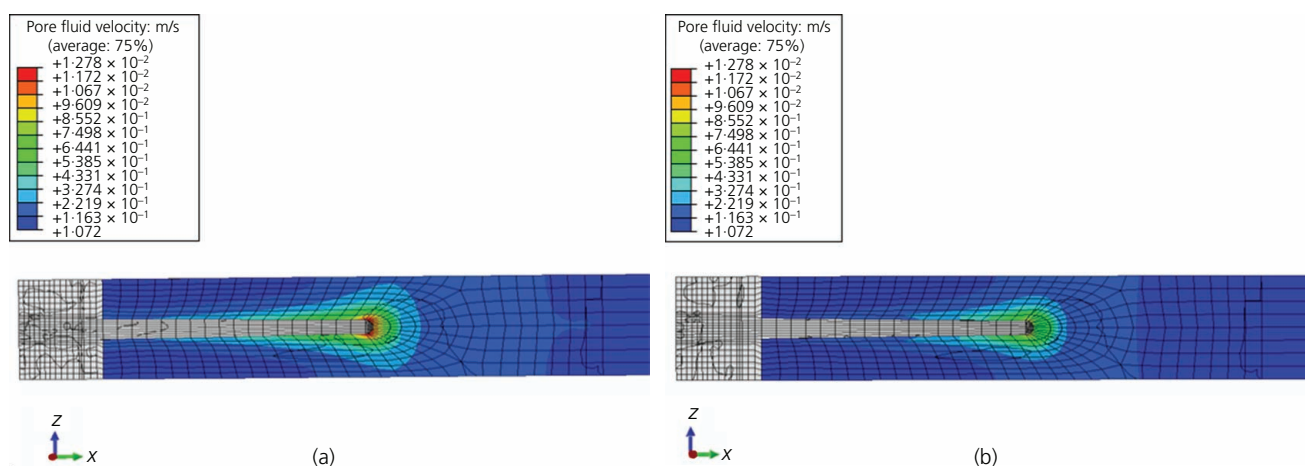 Pore fluid velocity: m/s
(average: 75%)
+1·278 × 10⁻²
+1·172 × 10⁻²
+1·067 × 10⁻²
+9·609 × 10⁻²
+8·552 × 10⁻¹
+7·498 × 10⁻¹
+6·441 × 10⁻¹
+5·385 × 10⁻¹
+4·331 × 10⁻¹
+3·274 × 10⁻¹
+2·219 × 10⁻¹
+1·163 × 10⁻¹
+1·072
Z
X
(a)
Pore fluid velocity: m/s
(average: 75%)
+1·278 × 10⁻²
+1·172 × 10⁻²
+1·067 × 10⁻²
+9·609 × 10⁻²
+8·552 × 10⁻¹
+7·498 × 10⁻¹
+6·441 × 10⁻¹
+5·385 × 10⁻¹
+4·331 × 10⁻¹
+3·274 × 10⁻¹
+2·219 × 10⁻¹
+1·163 × 10⁻¹
+1·072
Z
X
(b)